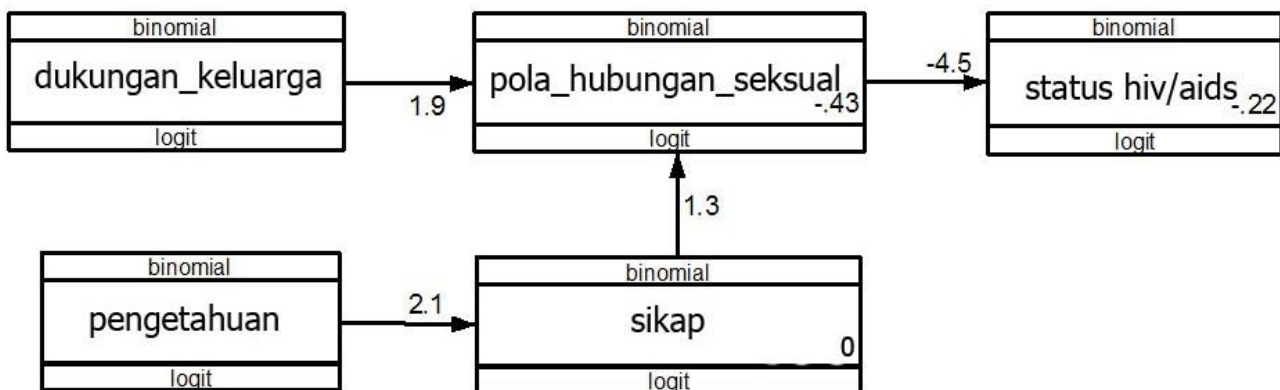 binomial
dukungan_keluarga
logit
1.9
binomial
pola_hubungan_seksual
-.43
logit
-4.5
binomial
status hiv/aids
-.22
logit
1.3
binomial
pengetahuan
logit
2.1
binomial
sikap
0
logit